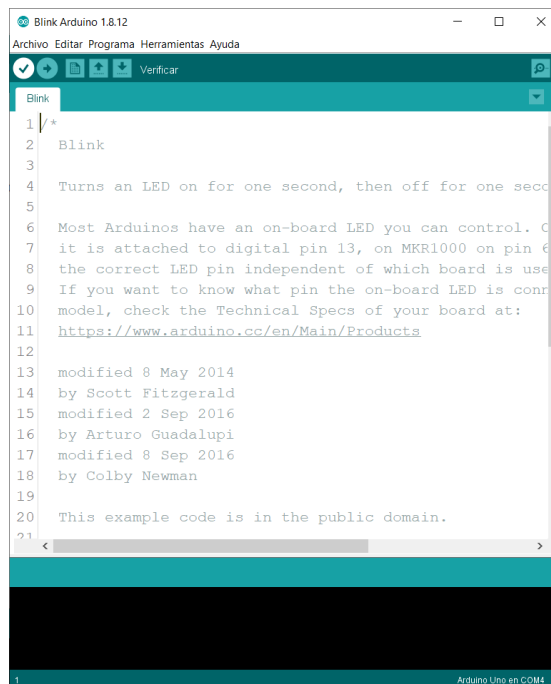 Blink Arduino 1.8.12
Archivo Editar Programa Herramientas Ayuda
Verificar
Blink
1 /*
2 Blink
3
4 Turns an LED on for one second, then off for one seco
5
6 Most Arduinos have an on-board LED you can control. O
7 it is attached to digital pin 13, on MKR1000 on pin 6
8 the correct LED pin independent of which board is use
9 If you want to know what pin the on-board LED is conn
10 model, check the Technical Specs of your board at:
11 https://www.arduino.cc/en/Main/Products
12
13 modified 8 May 2014
14 by Scott Fitzgerald
15 modified 2 Sep 2016
16 by Arturo Guadalupi
17 modified 8 Sep 2016
18 by Colby Newman
19
20 This example code is in the public domain.
21
1 Arduino Uno en COM4